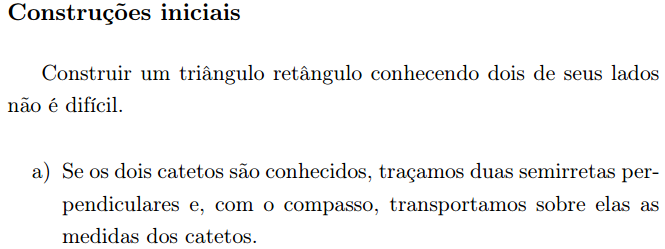 Construções iniciais
Construir um triângulo retângulo conhecendo dois de seus lados
não é difícil.
a) Se os dois catetos são conhecidos, traçamos duas semirretas per-
pendiculares e, com o compasso, transportamos sobre elas as
medidas dos catetos.